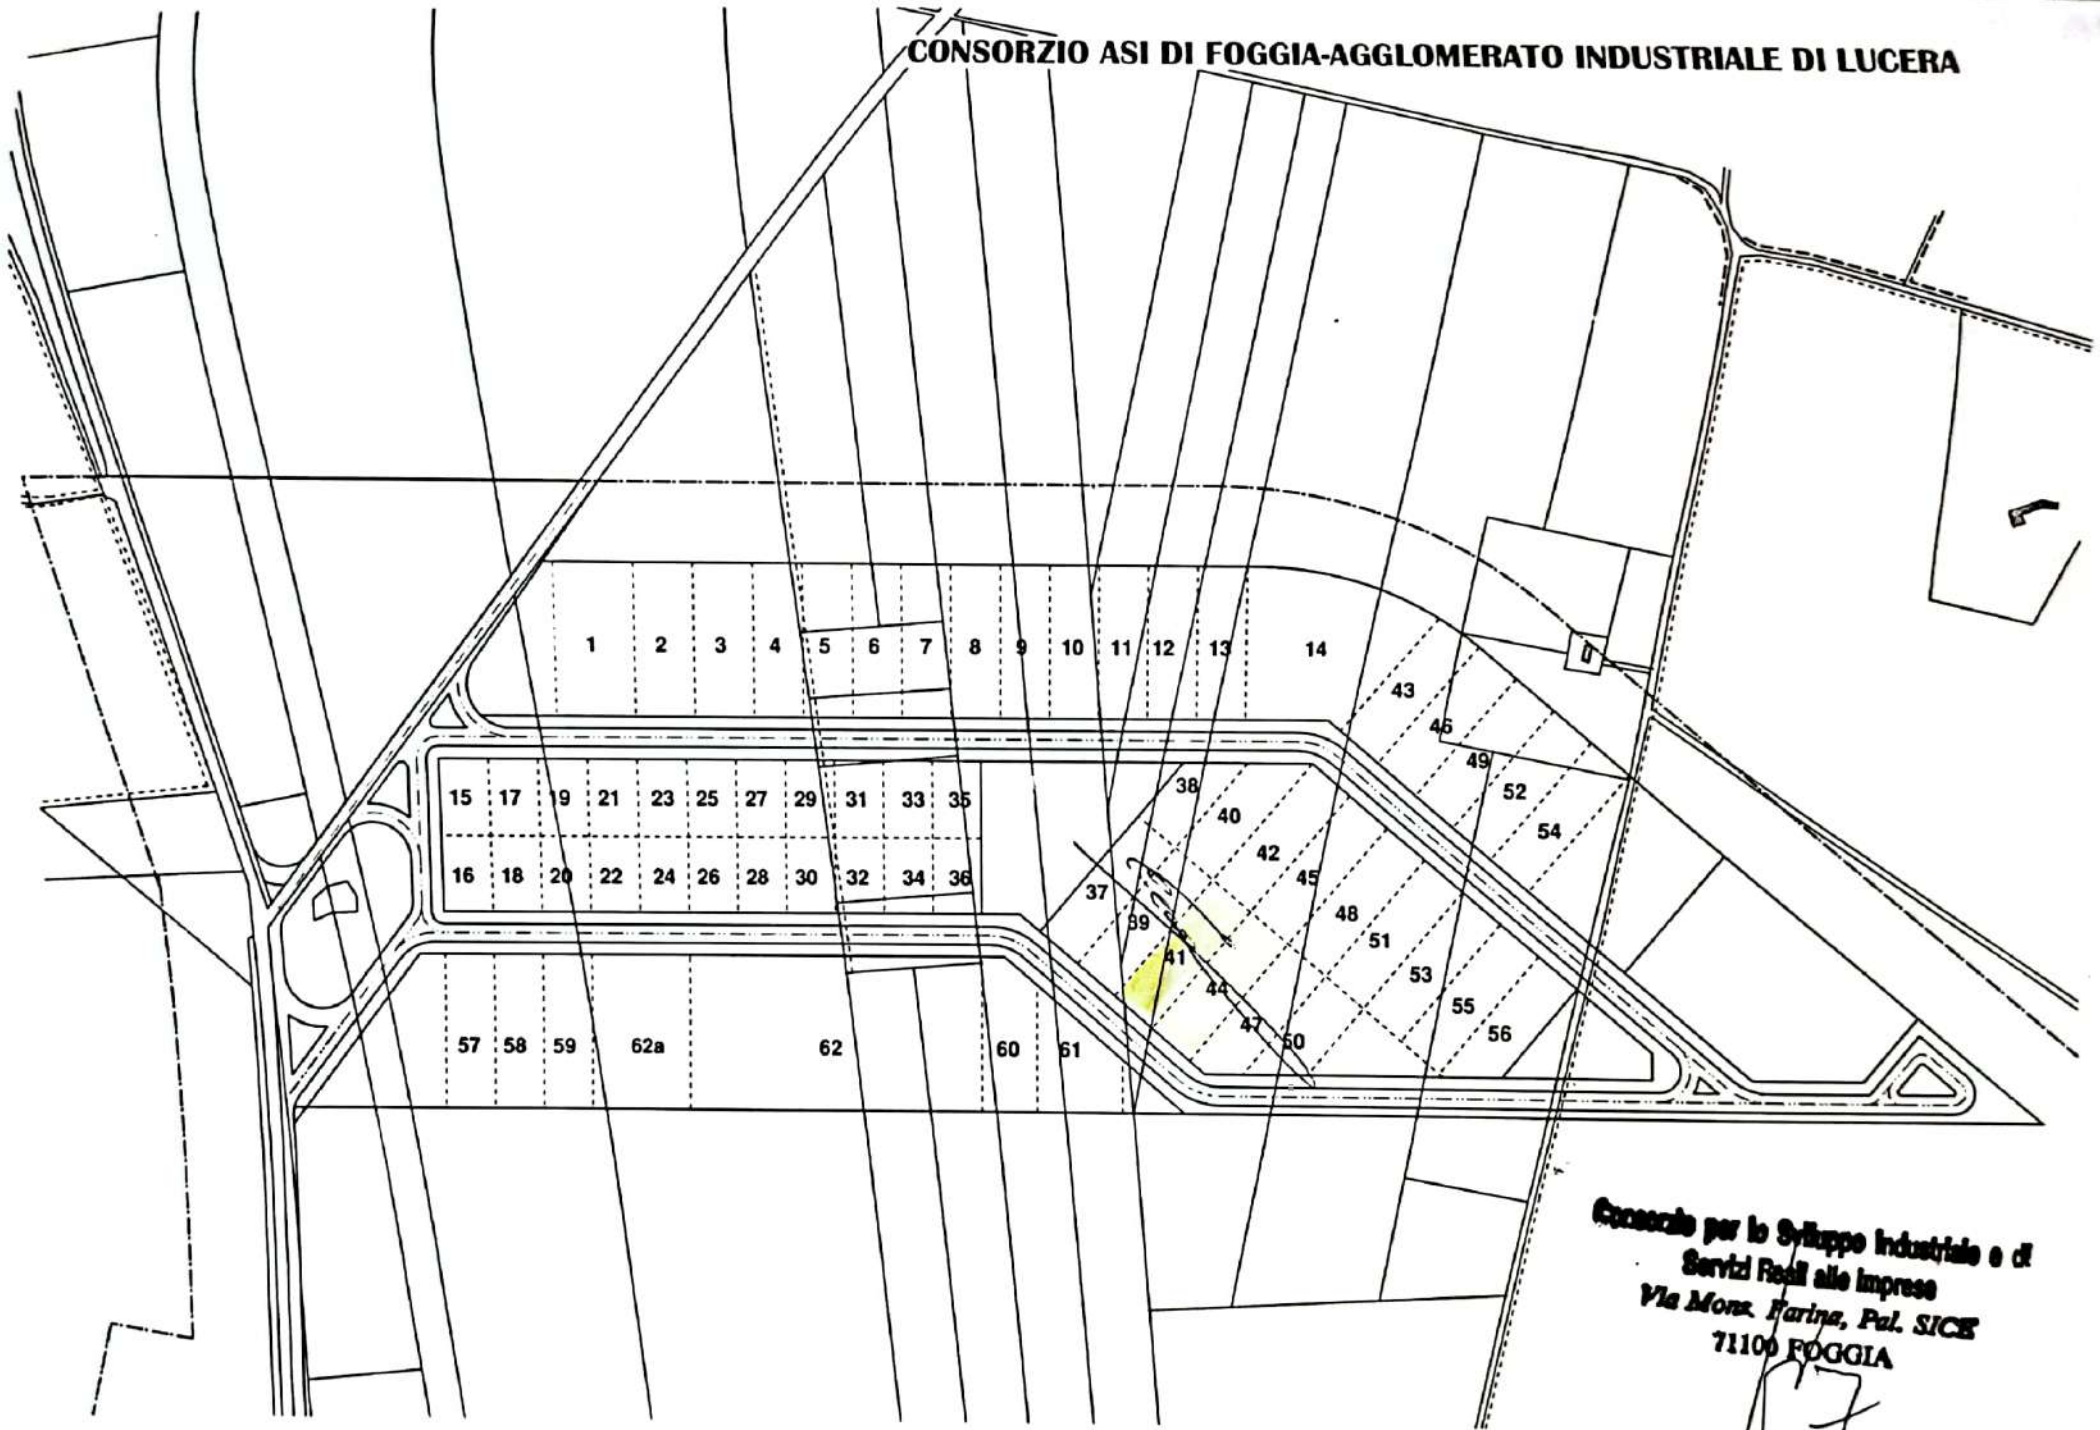 CONSORZIO ASI DI FOGGIA-AGGLOMERATO INDUSTRIALE DI LUCERA
1 2 3 4 5 6 7 8 9 10 11 12 13 14
43
46
49
52
54
15 17 19 21 23 25 27 29 31 33 35
38
40
42
45
48
51
53
55
56
16 18 20 22 24 26 28 30 32 34 36
37
39
41
44
47
50
57 58 59 62a 62 60 61
Consorzio per lo Sviluppo Industriale e di
Servizi Reali alle Imprese
Via Mons. Farina, Pal. SICE
71100 FOGGIA